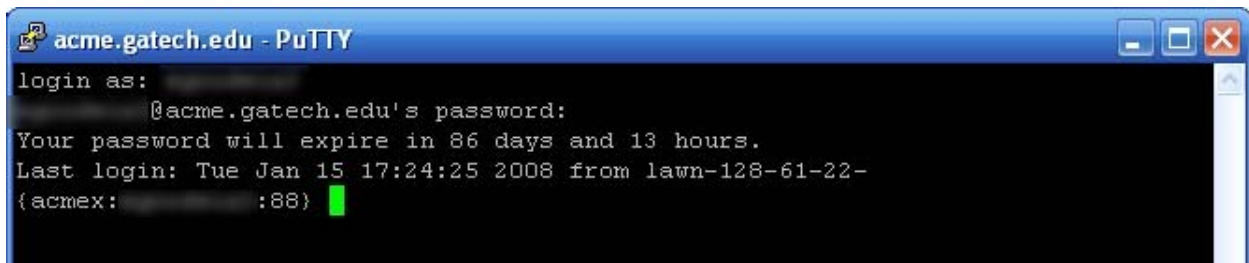 acme.gatech.edu - PuTTY
login as:
@acme.gatech.edu's password:
Your password will expire in 86 days and 13 hours.
Last login: Tue Jan 15 17:24:25 2008 from lawn-128-61-22-
{acmex: :88}